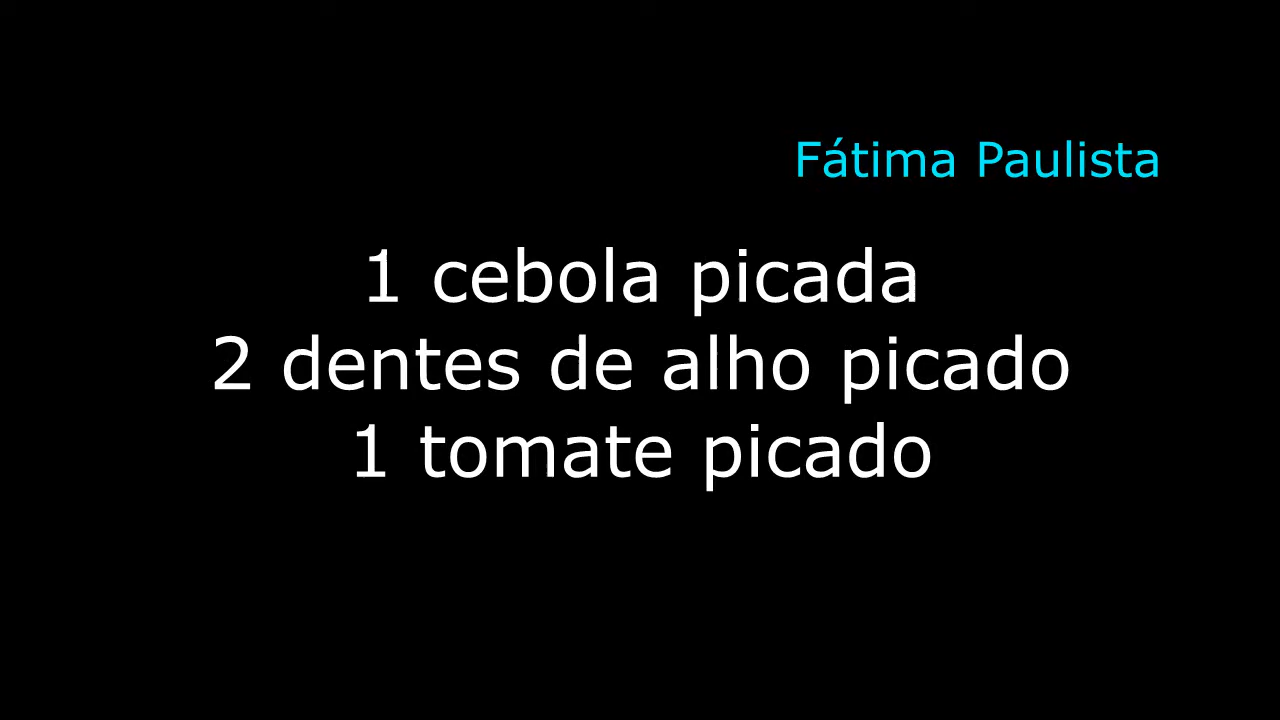 Fátima Paulista
1 cebola picada
2 dentes de alho picado
1 tomate picado